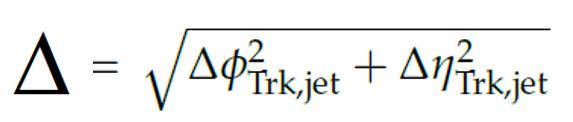 Δ = √(Δϕ²_Trk,jet + Δη²_Trk,jet)